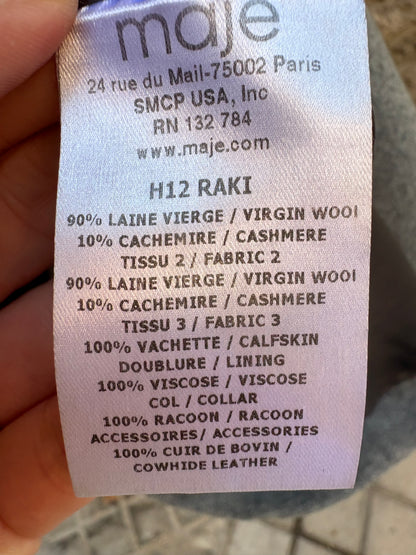 maje
24 rue du Mail-75002 Paris
SMCP USA, Inc
RN 132 784
www.maje.com
H12 RAKI
90% LAINE VIERGE / VIRGIN WOOl
10% CACHEMIRE / CASHMERE
TISSU 2 / FABRIC 2
90% LAINE VIERGE / VIRGIN WOOl
10% CACHEMIRE / CASHMERE
TISSU 3 / FABRIC 3
100% VACHETTE / CALFSKIN
DOUBLURE / LINING
100% VISCOSE / VISCOSE
COL / COLLAR
100% RACOON / RACOON
ACCESSOIRES / ACCESSORIES
100% CUIR DE BOVIN /
COWHIDE LEATHER